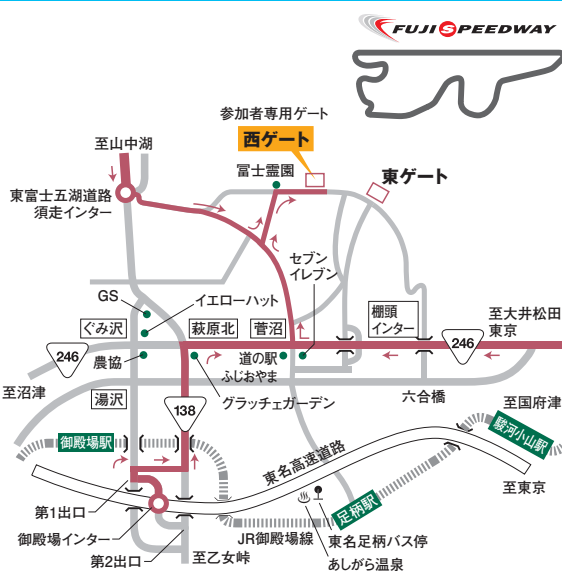 FUJI SPEEDWAY
参加者専用ゲート
西ゲート
至山中湖
冨士霊園
東ゲート
東富士五湖道路
須走インター
セブン
イレブン
GS
イエローハット
ぐみ沢
萩原北
菅沼
棚頭
インター
至大井松田
東京
246
246
農協
道の駅
ふじおやま
至沼津
グラッチェガーデン
六合橋
湯沢
138
至国府津
御殿場駅
駿河小山駅
東名高速道路
至東京
第1出口
足柄駅
御殿場インター
JR御殿場線
東名足柄バス停
第2出口
至乙女峠
あしがら温泉